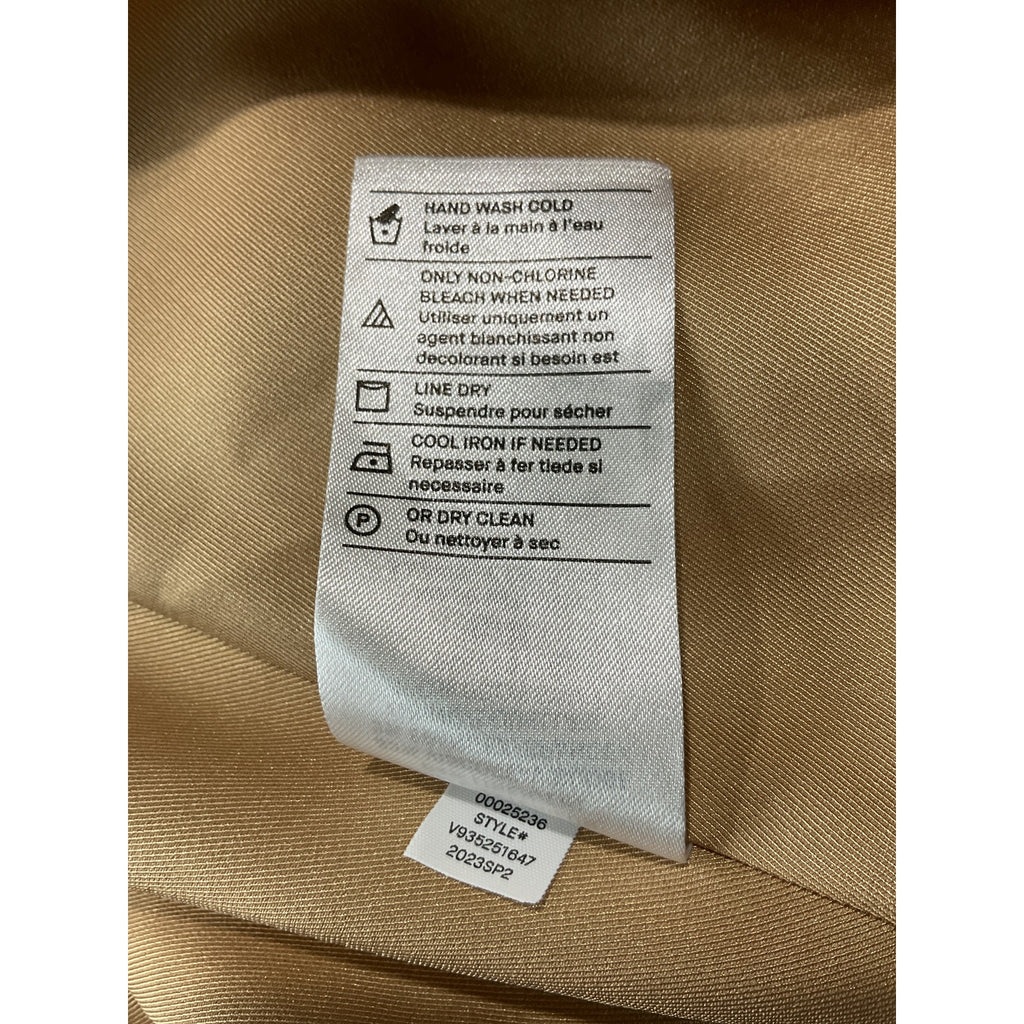 HAND WASH COLD
Laver à la main à l'eau
froide
ONLY NON-CHLORINE
BLEACH WHEN NEEDED
Utiliser uniquement un
agent blanchissant non
decolorant si besoin est
LINE DRY
Suspendre pour sécher
COOL IRON IF NEEDED
Repasser à fer tiede si
necessaire
P
OR DRY CLEAN
Ou nettoyer à sec
00025236
STYLE#
V935251647
2023SP2